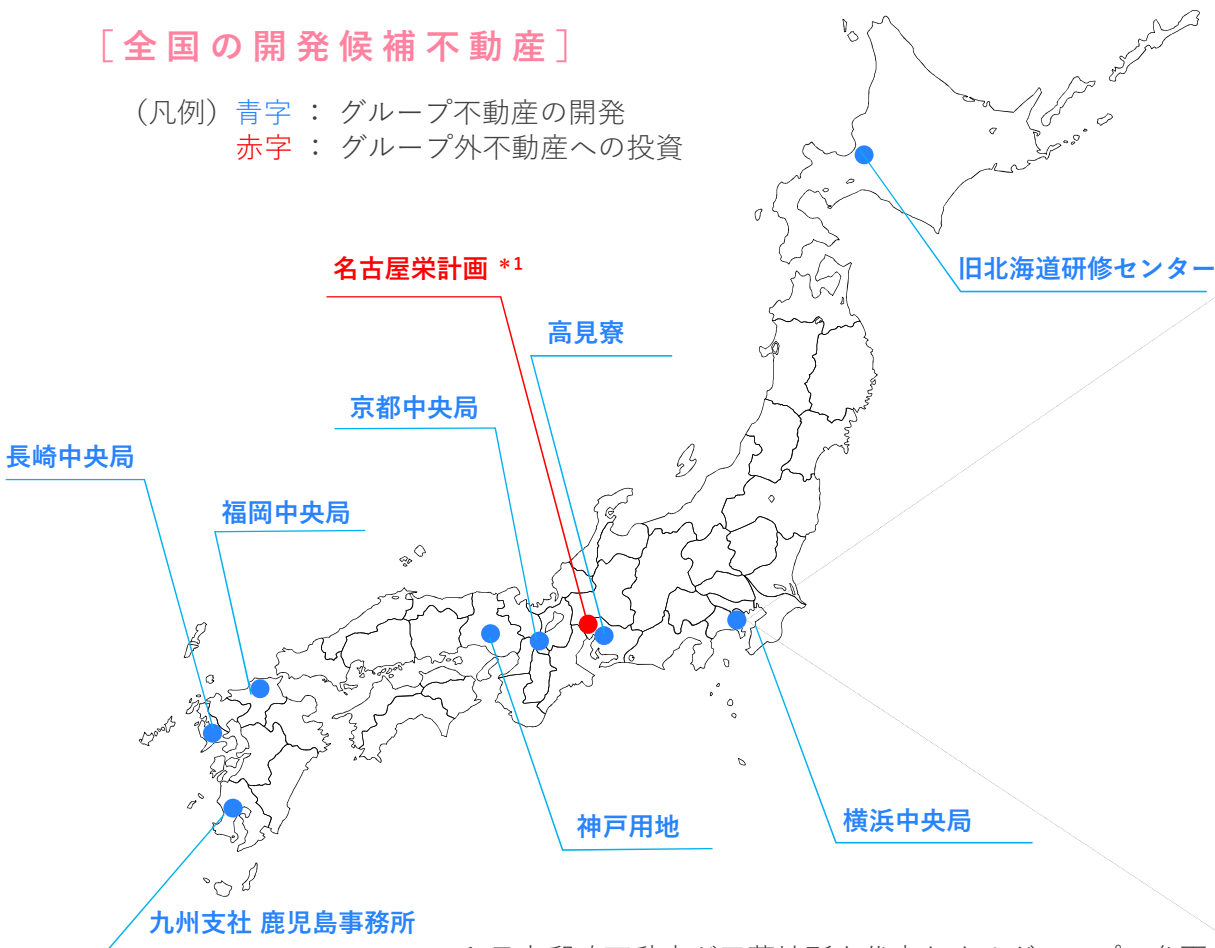 [全国の開発候補不動産]
(凡例) 青字 : グループ不動産の開発
赤字 : グループ外不動産への投資
名古屋栄計画 *1
旧北海道研修センター
高見寮
京都中央局
長崎中央局
福岡中央局
神戸用地
横浜中央局
九州支社 鹿児島事務所